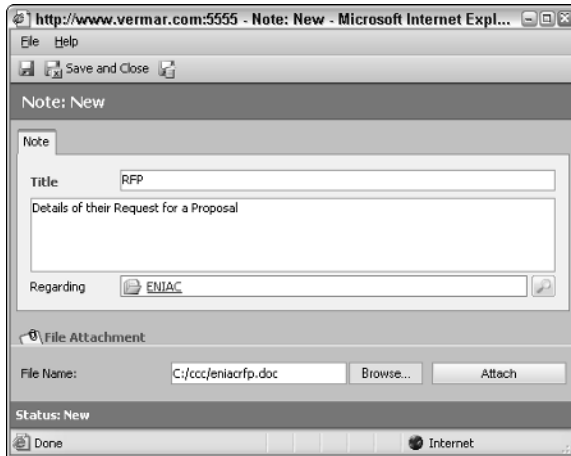 http://www.vermar.com:5555 - Note: New - Microsoft Internet Expl...
File Help
Save and Close
Note: New
Note
Title RFP
Details of their Request for a Proposal
Regarding ENIAC
File Attachment
File Name: C:/ccc/eniacrfp.doc Browse... Attach
Status: New
Done Internet